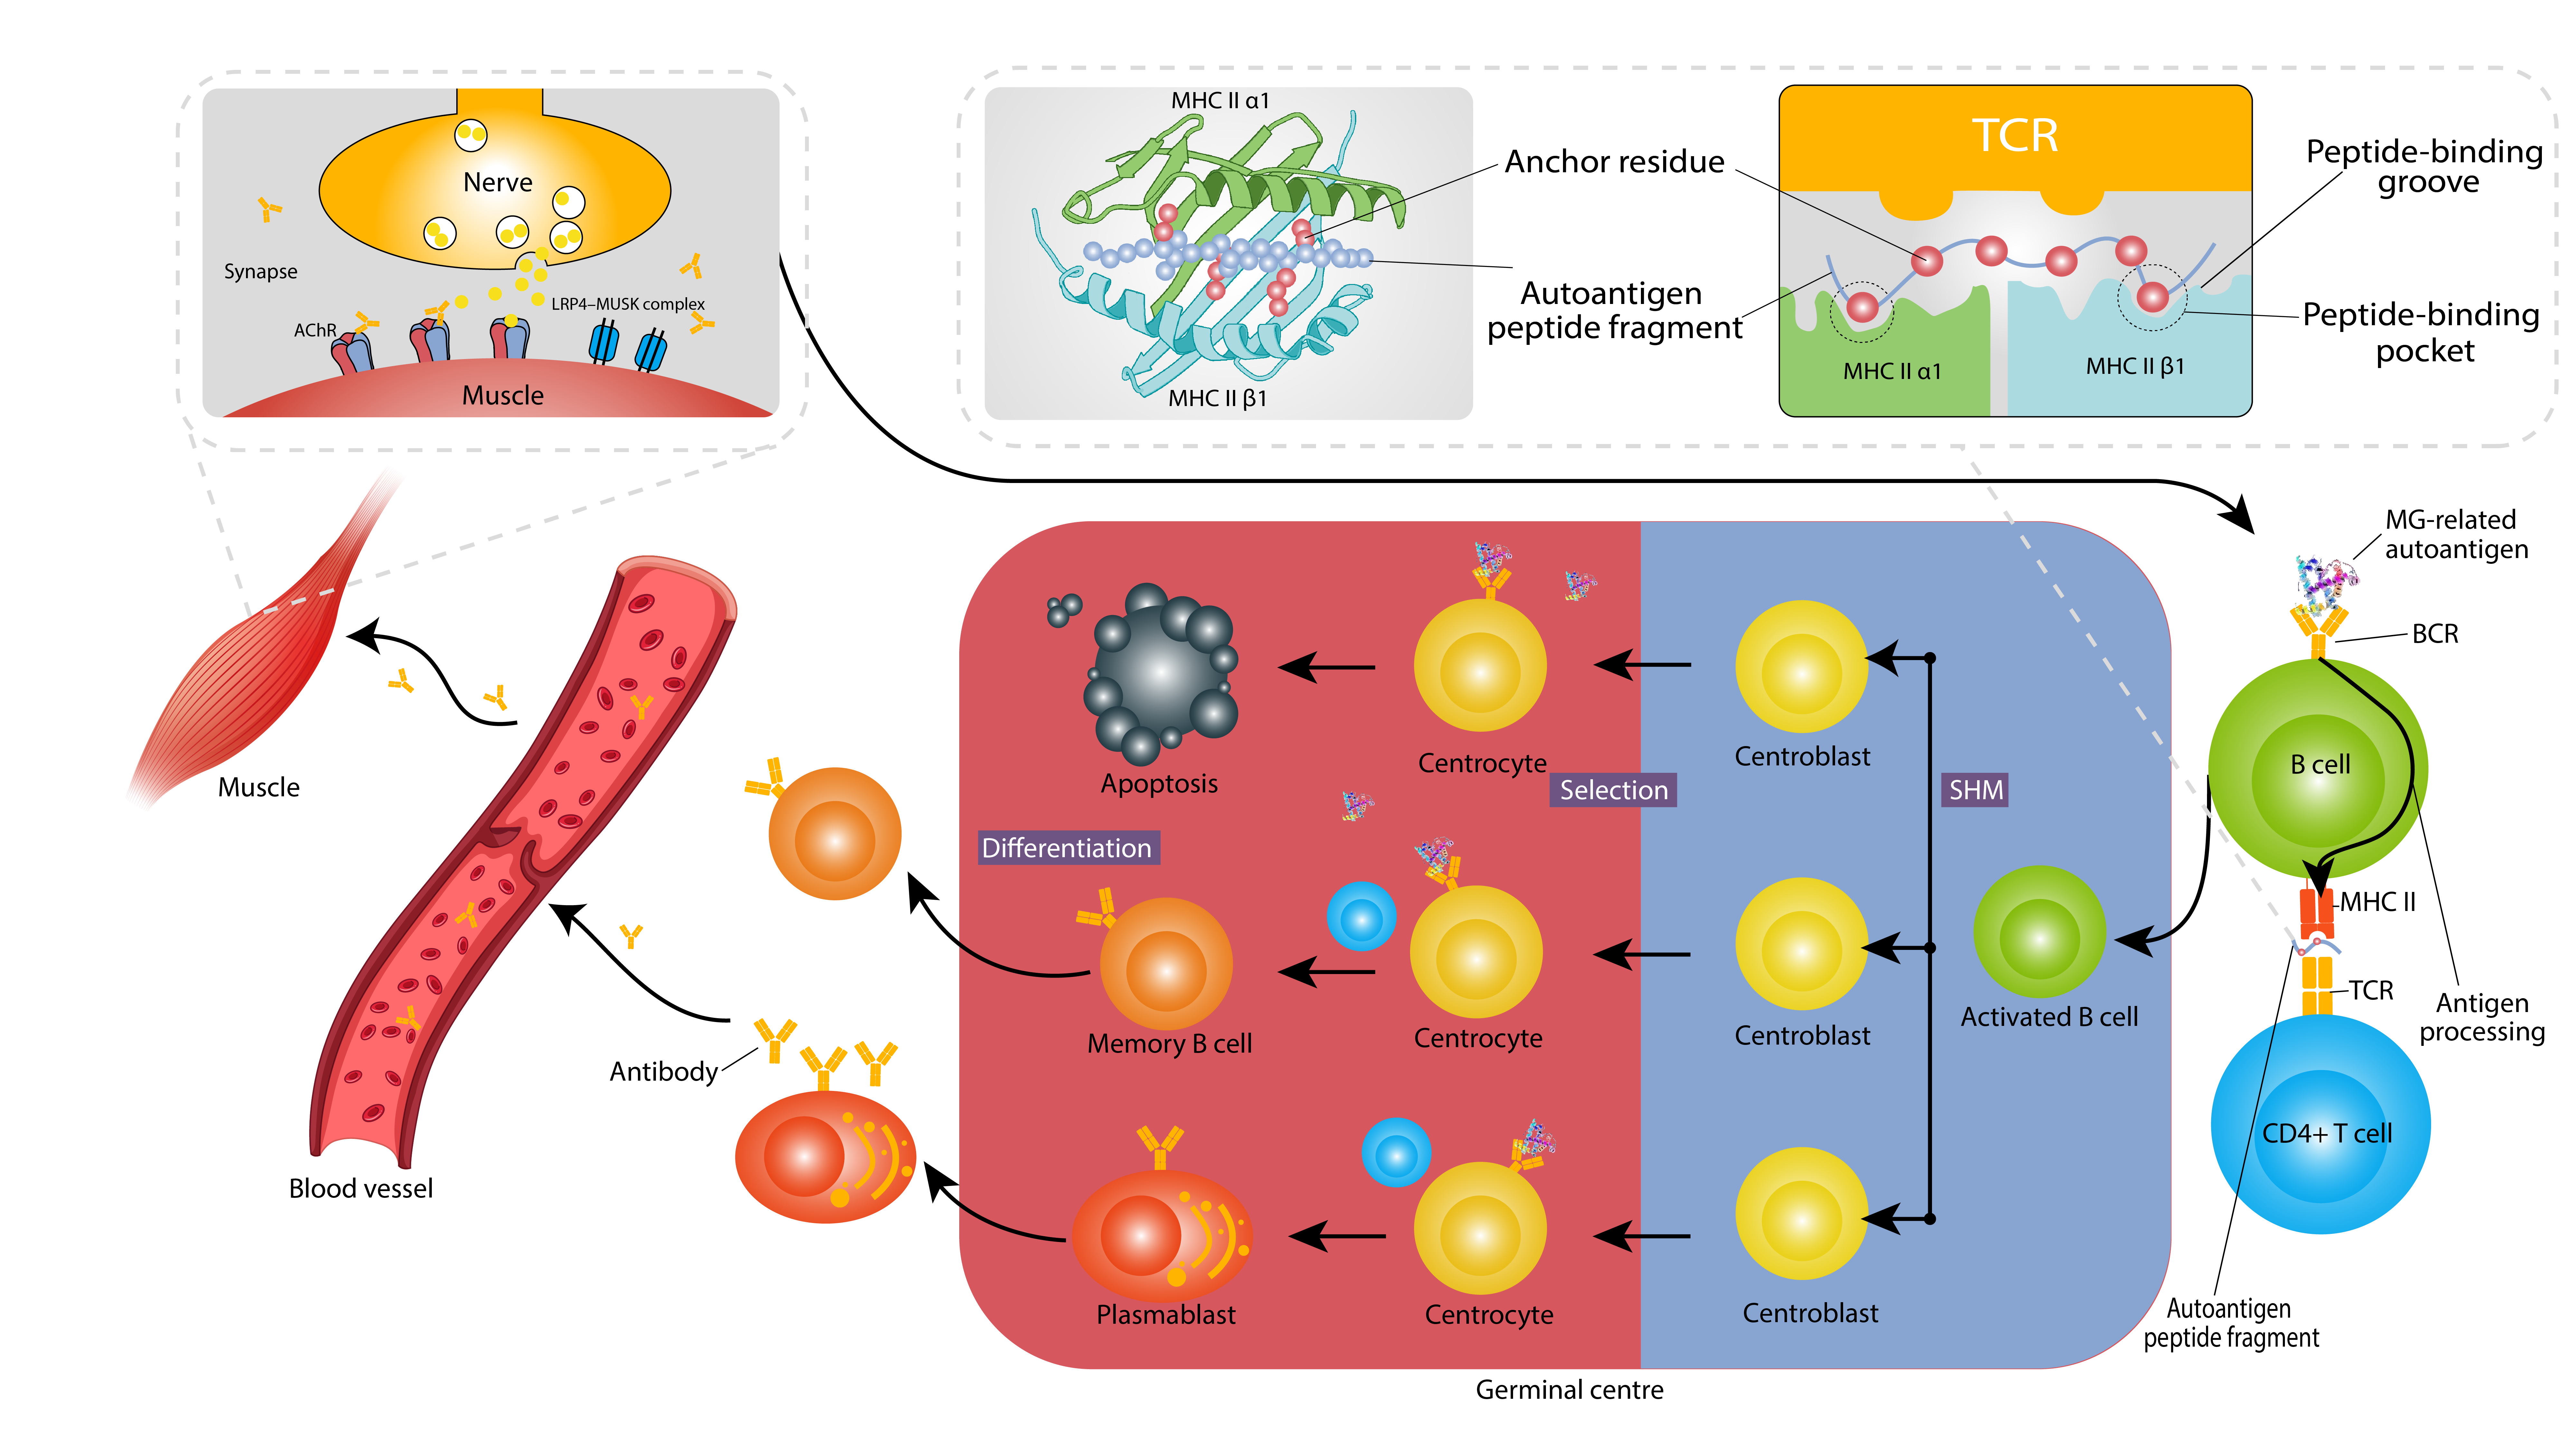 Nerve
Synapse
LRP4–MUSK complex
AChR
Muscle
MHC II α1
MHC II β1
Anchor residue
Autoantigen
peptide fragment
TCR
MHC II α1
MHC II β1
Peptide-binding
groove
Peptide-binding
pocket
Muscle
Blood vessel
Antibody
Apoptosis
Centrocyte
Centroblast
Selection
SHM
Differentiation
Memory B cell
Centrocyte
Centroblast
Activated B cell
Plasmablast
Centrocyte
Centroblast
Germinal centre
MG-related
autoantigen
BCR
B cell
MHC II
TCR
Antigen
processing
CD4+ T cell
Autoantigen
peptide fragment